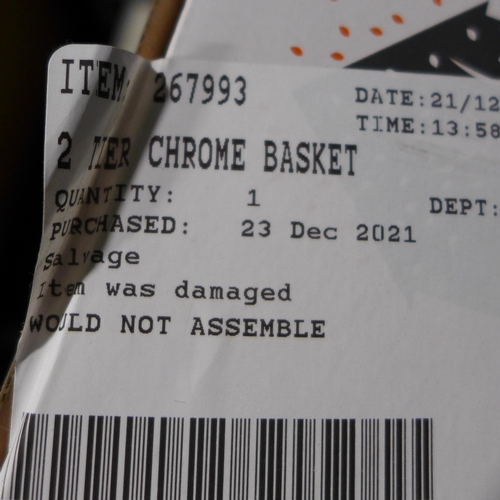 ITEM: 267993
DATE:21/12
TIME:13:58
2 TIER CHROME BASKET
QUANTITY: 1
DEPT:
PURCHASED: 23 Dec 2021
Salvage
Item was damaged
WOULD NOT ASSEMBLE